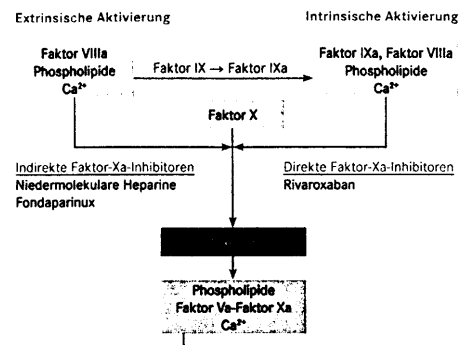 Extrinsische Aktivierung
Intrinsische Aktivierung
Faktor VIIIa
Phospholipide
Ca²⁺
Faktor IX → Faktor IXa
Faktor IXa, Faktor VIIIa
Phospholipide
Ca²⁺
Faktor X
Indirekte Faktor-Xa-Inhibitoren
Niedermolekulare Heparine
Fondaparinux
Direkte Faktor-Xa-Inhibitoren
Rivaroxaban
Phospholipide
Faktor Va-Faktor Xa
Ca²⁺